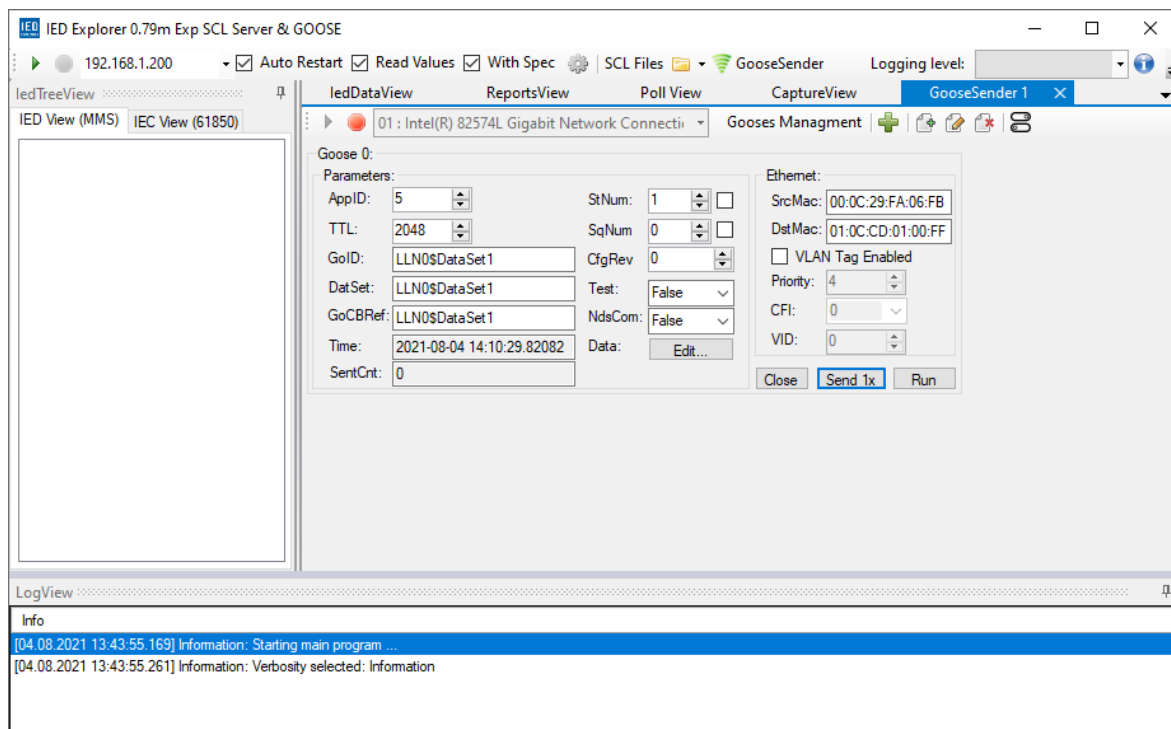 IED Explorer 0.79m Exp SCL Server & GOOSE
192.168.1.200 Auto Restart Read Values With Spec SCL Files GooseSender Logging level:
IedTreeView
IED View (MMS) IEC View (61850)
IedDataView ReportsView Poll View CaptureView GooseSender 1
01 : Intel(R) 82574L Gigabit Network Connecti Gooses Managment
Goose 0:
Parameters:
AppID: 5
TTL: 2048
GoID: LLN0$DataSet1
DatSet: LLN0$DataSet1
GoCBRef: LLN0$DataSet1
Time: 2021-08-04 14:10:29.82082
SentCnt: 0
StNum: 1
SqNum 0
CfgRev 0
Test: False
NdsCom: False
Data: Edit...
Ethernet:
SrcMac: 00:0C:29:FA:06:FB
DstMac: 01:0C:CD:01:00:FF
VLAN Tag Enabled
Priority: 4
CFI: 0
VID: 0
Close Send 1x Run
LogView
Info
[04.08.2021 13:43:55.169] Information: Starting main program ...
[04.08.2021 13:43:55.261] Information: Verbosity selected: Information